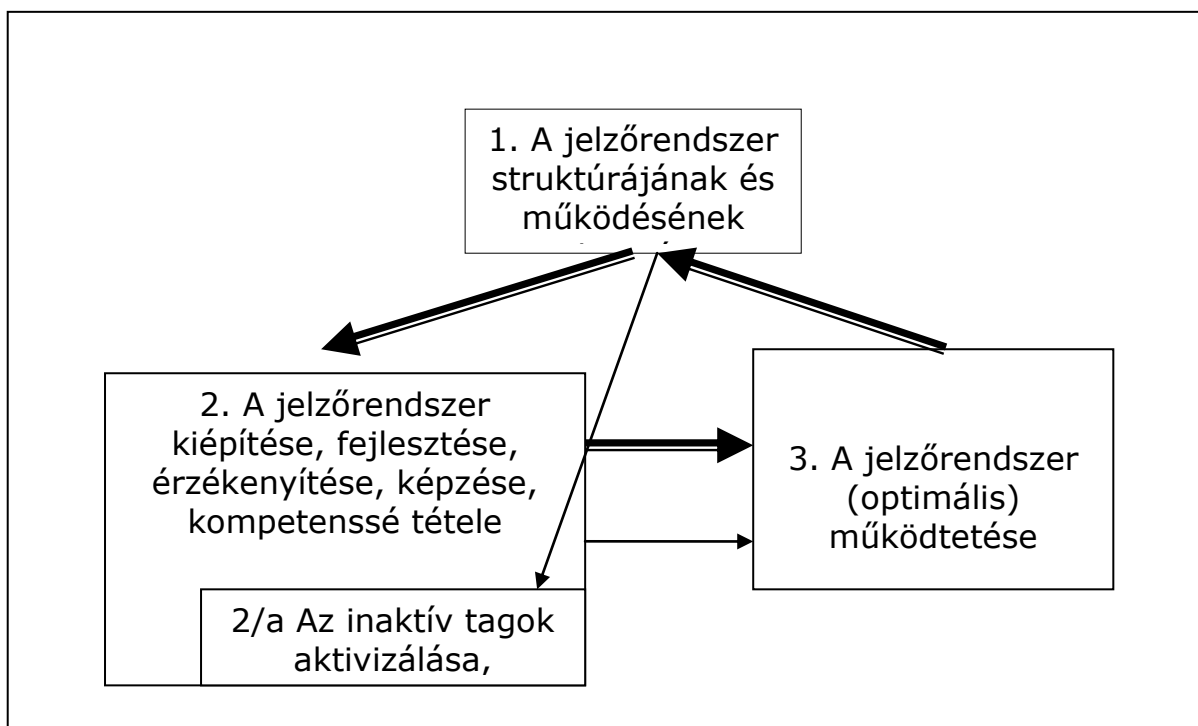 1. A jelzőrendszer
struktúrájának és
működésének
2. A jelzőrendszer
kiépítése, fejlesztése,
érzékenyítése, képzése,
kompetenssé tétele
3. A jelzőrendszer
(optimális)
működtetése
2/a Az inaktív tagok
aktivizálása,